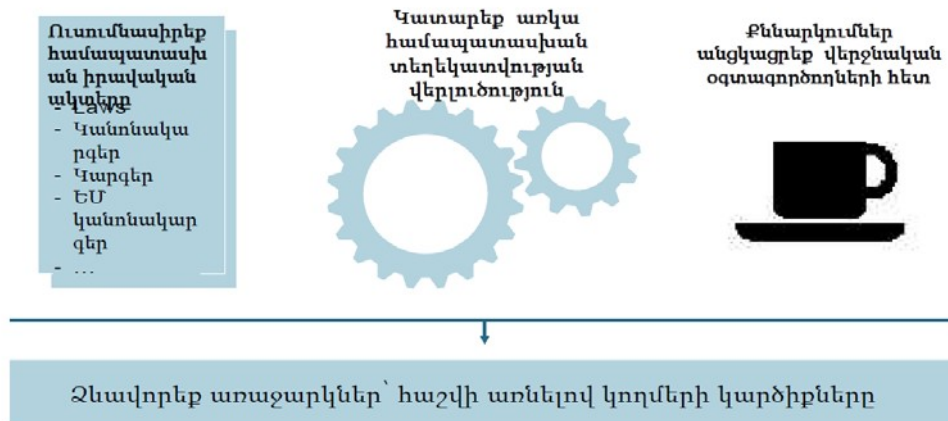 Ուսումնասիրեք
համապատասխ
ան իրավական
ակտերը
- Laws
- Կանոնակա
րգեր
- Կարգեր
- ԵՄ
կանոնակար
գեր
- ...
Կատարեք առկա
համապատասխան
տեղեկատվության
վերլուծություն
Քննարկումներ
անցկացրեք վերջնական
օգտագործողների հետ
Ձևավորեք առաջարկներ՝ հաշվի առնելով կողմերի կարծիքները